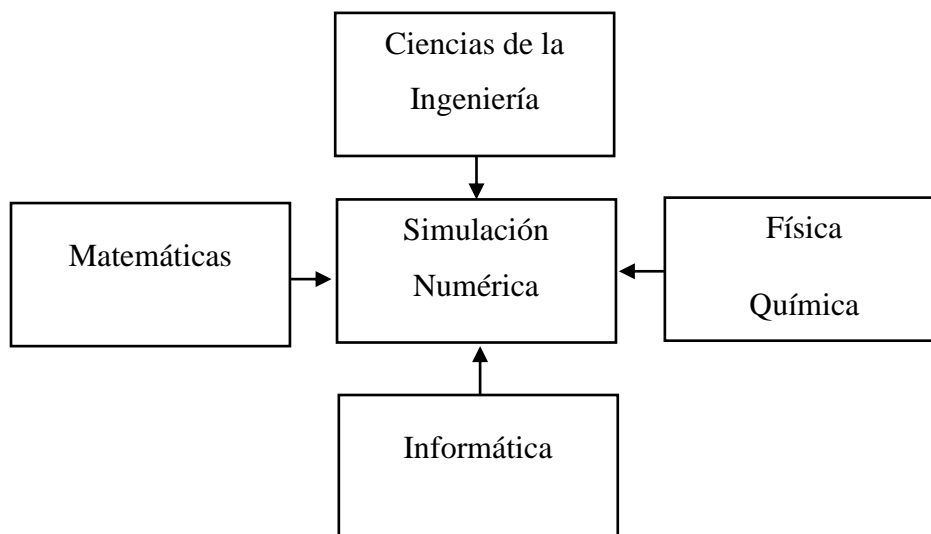 Ciencias de la
Ingeniería
Matemáticas
Simulación
Numérica
Física
Química
Informática